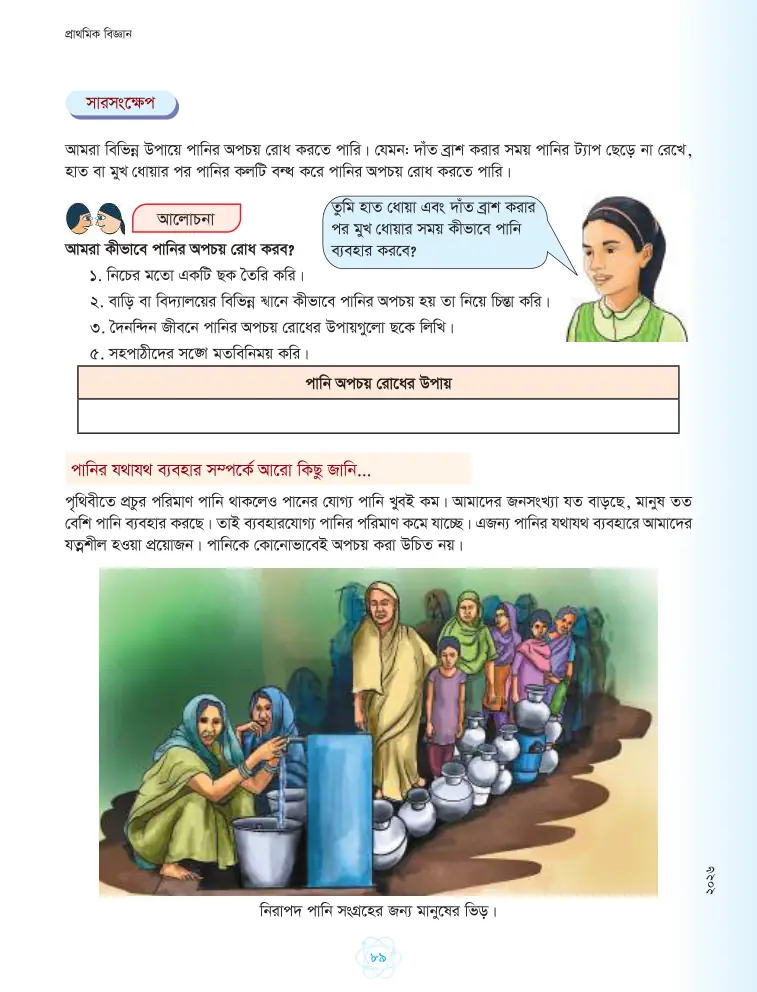 প্রাথমিক বিজ্ঞান
সারসংক্ষেপ
আমরা বিভিন্ন উপায়ে পানির অপচয় রোধ করতে পারি। যেমন: দাঁত ব্রাশ করার সময় পানির ট্যাপ ছেড়ে না রেখে,
হাত বা মুখ ধোয়ার পর পানির কলটি বন্ধ করে পানির অপচয় রোধ করতে পারি।
আলোচনা
তুমি হাত ধোয়া এবং দাঁত ব্রাশ করার
পর মুখ ধোয়ার সময় কীভাবে পানি
ব্যবহার করবে?
আমরা কীভাবে পানির অপচয় রোধ করব?
১. নিচের মতো একটি ছক তৈরি করি।
২. বাড়ি বা বিদ্যালয়ের বিভিন্ন স্থানে কীভাবে পানির অপচয় হয় তা নিয়ে চিন্তা করি।
৩. দৈনন্দিন জীবনে পানির অপচয় রোধের উপায়গুলো ছকে লিখি।
৫. সহপাঠীদের সঙ্গে মতবিনিময় করি।
পানি অপচয় রোধের উপায়
পানির যথাযথ ব্যবহার সম্পর্কে আরো কিছু জানি...
পৃথিবীতে প্রচুর পরিমাণ পানি থাকলেও পানের যোগ্য পানি খুবই কম। আমাদের জনসংখ্যা যত বাড়ছে, মানুষ তত
বেশি পানি ব্যবহার করছে। তাই ব্যবহারযোগ্য পানির পরিমাণ কমে যাচ্ছে। এজন্য পানির যথাযথ ব্যবহারে আমাদের
যত্নশীল হওয়া প্রয়োজন। পানিকে কোনোভাবেই অপচয় করা উচিত নয়।
নিরাপদ পানি সংগ্রহের জন্য মানুষের ভিড়।
২০২৬
৮৯